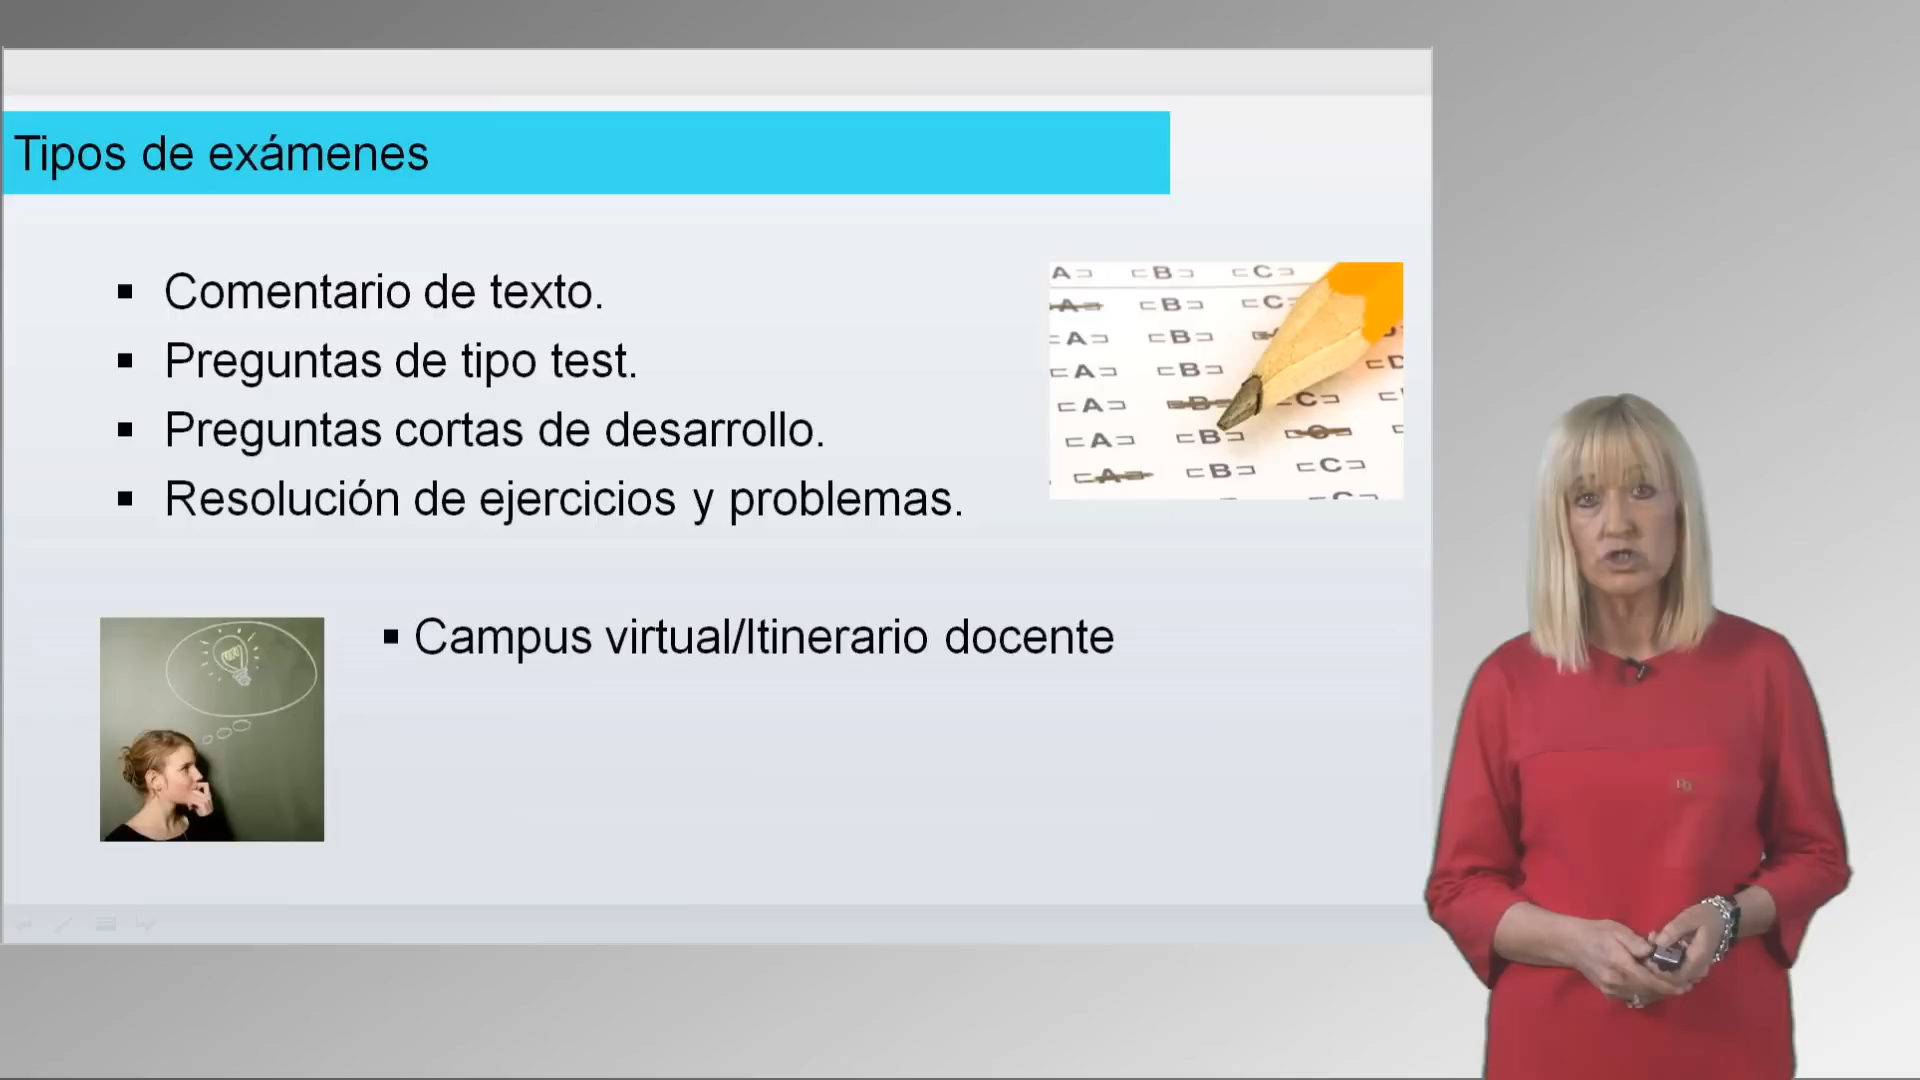 Tipos de exámenes
▪ Comentario de texto.
▪ Preguntas de tipo test.
▪ Preguntas cortas de desarrollo.
▪ Resolución de ejercicios y problemas.
▪ Campus virtual/Itinerario docente
A B C
A B C
A B
A B D
A B C
A B C
A B C
C